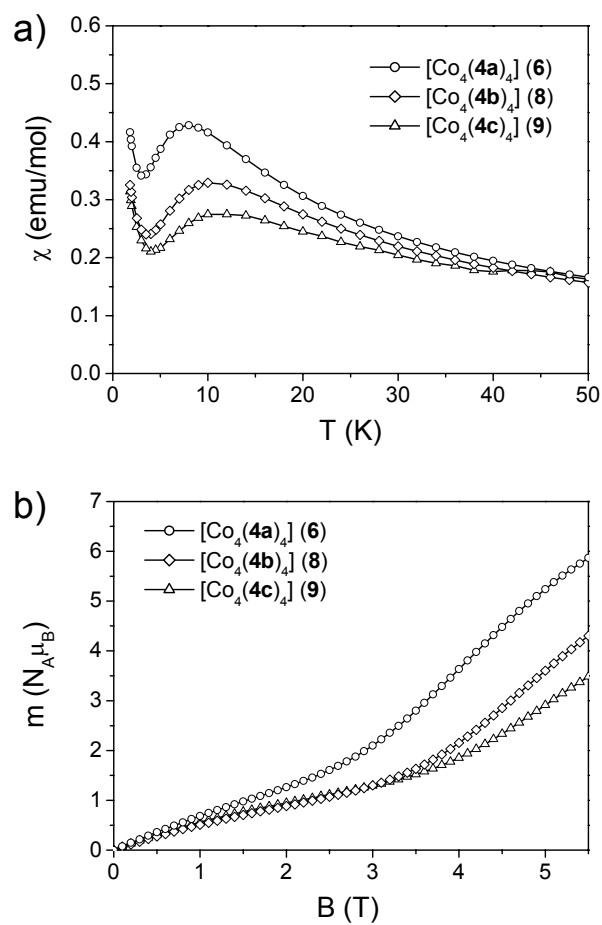 a)
0.6
0.5
0.4
0.3
0.2
0.1
0.0
χ (emu/mol)
[Co₄(4a)₄] (6)
[Co₄(4b)₄] (8)
[Co₄(4c)₄] (9)
0 10 20 30 40 50
T (K)
b)
7
6
5
4
3
2
1
0
m (N_Aμ_B)
[Co₄(4a)₄] (6)
[Co₄(4b)₄] (8)
[Co₄(4c)₄] (9)
0 1 2 3 4 5
B (T)